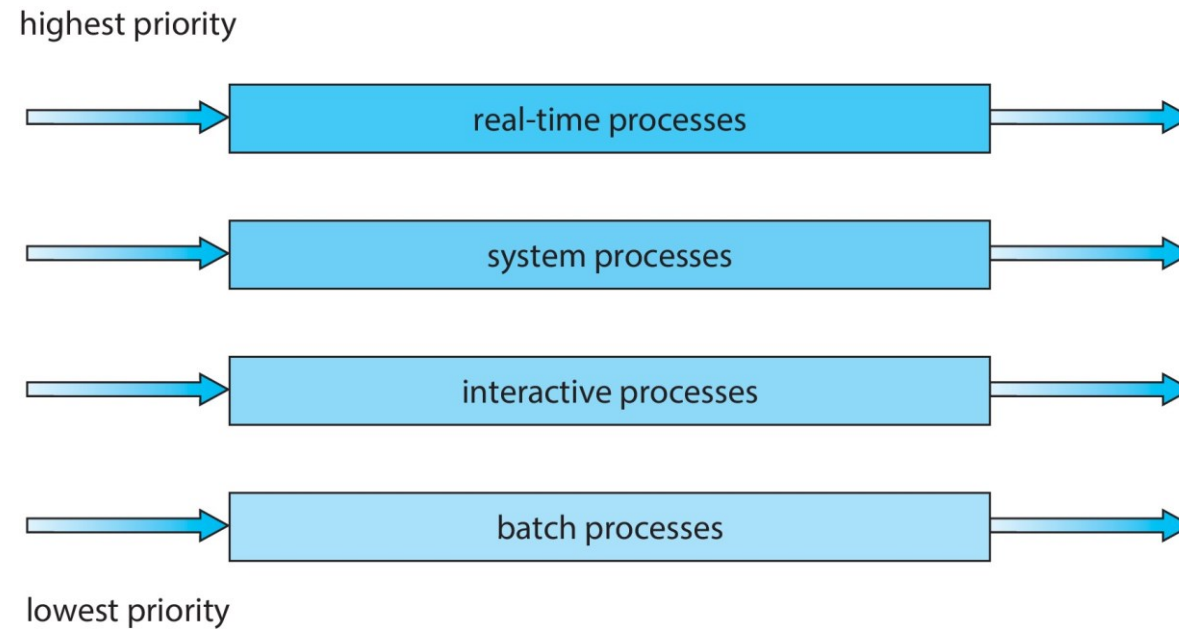 highest priority
real-time processes
system processes
interactive processes
batch processes
lowest priority